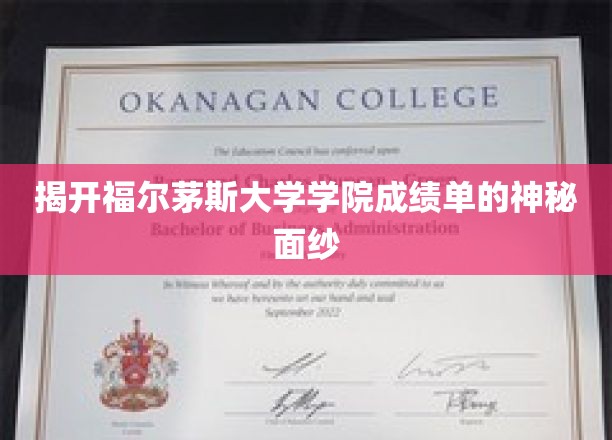 OKANAGAN COLLEGE
The Education Council has conferred upon
揭开福尔茅斯大学学院成绩单的神秘
面纱
Bachelor of Business Administration
In Witness Whereof and by the authority duly committed to us
we have hereunto set our hand and seal
September 2022